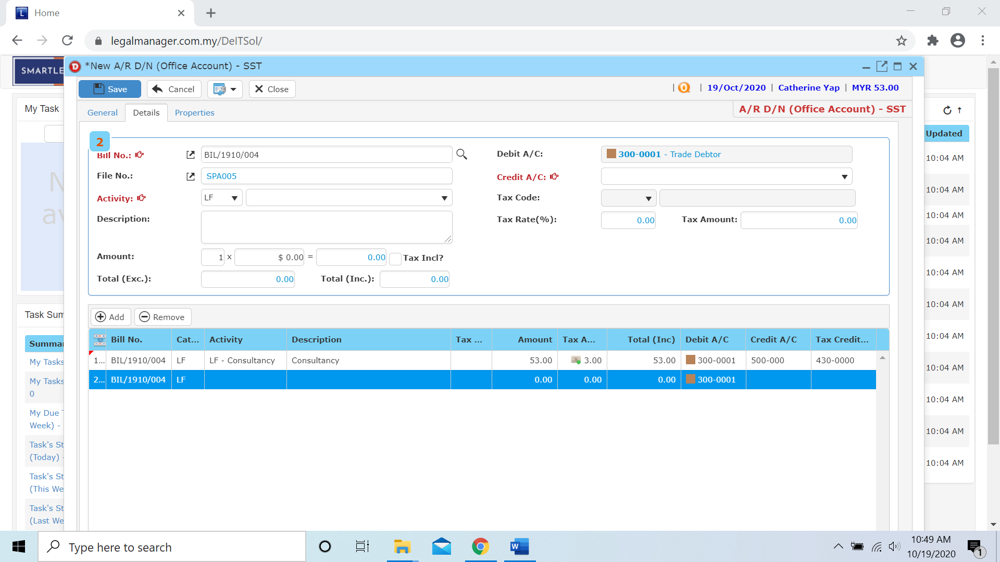 Home
legalmanager.com.my/DelTSol/
SMARTLE
*New A/R D/N (Office Account) - SST
Save Cancel Close
| 19/Oct/2020 | Catherine Yap | MYR 53.00
General Details Properties
A/R D/N (Office Account) - SST
My Task
Updated
2
Bill No.: BIL/1910/004
Debit A/C: 300-0001 - Trade Debtor
File No.: SPA005
Credit A/C:
Activity: LF
Tax Code:
Description:
Tax Rate(%): 0.00 Tax Amount: 0.00
Amount: 1 x $ 0.00 = 0.00 Tax Incl?
Total (Exc.): 0.00 Total (Inc.): 0.00
Add Remove
Bill No. Cat... Activity Description Tax ... Amount Tax A... Total (Inc) Debit A/C Credit A/C Tax Credit...
1... BIL/1910/004 LF LF - Consultancy Consultancy 53.00 3.00 53.00 300-0001 500-000 430-0000
2... BIL/1910/004 LF 0.00 0.00 0.00 300-0001
Task Sum
Summar
My Tasks
My Tasks
0
My Due T
Week) -
Task's St
(Today) -
Task's St
(This We
Task's St
(Last We
10:04 AM
10:04 AM
10:04 AM
10:04 AM
10:04 AM
10:04 AM
10:04 AM
10:04 AM
10:04 AM
10:04 AM
10:04 AM
Type here to search
10:49 AM
10/19/2020
1